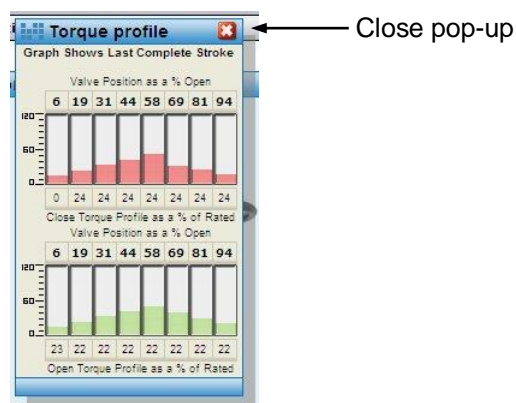 Torque profile
Close pop-up
Graph Shows Last Complete Stroke
Valve Position as a % Open
6 19 31 44 58 69 81 94
120
60
0
0 24 24 24 24 24 24 24
Close Torque Profile as a % of Rated
Valve Position as a % Open
6 19 31 44 58 69 81 94
120
60
0
23 22 22 22 22 22 22 22
Open Torque Profile as a % of Rated